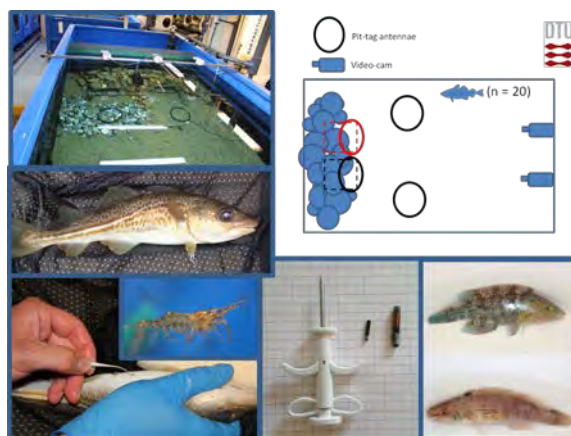 Pit-tag antennae
DTU
Video-cam
(n = 20)